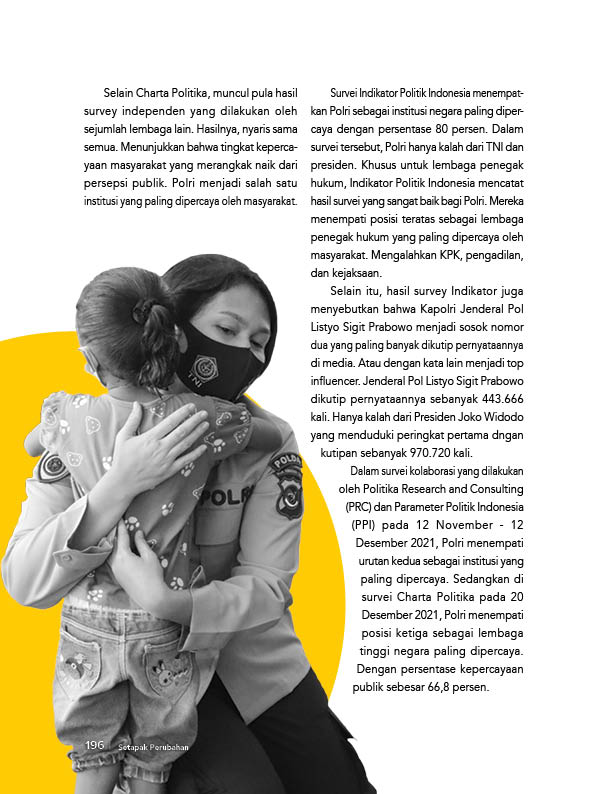 Selain Charta Politika, muncul pula hasil
survey independen yang dilakukan oleh
sejumlah lembaga lain. Hasilnya, nyaris sama
semua. Menunjukkan bahwa tingkat keperca-
yaan masyarakat yang merangkak naik dari
persepsi publik. Polri menjadi salah satu
institusi yang paling dipercaya oleh masyarakat.
Survei Indikator Politik Indonesia menempat-
kan Polri sebagai institusi negara paling diper-
caya dengan persentase 80 persen. Dalam
survei tersebut, Polri hanya kalah dari TNI dan
presiden. Khusus untuk lembaga penegak
hukum, Indikator Politik Indonesia mencatat
hasil survei yang sangat baik bagi Polri. Mereka
menempati posisi teratas sebagai lembaga
penegak hukum yang paling dipercaya oleh
masyarakat. Mengalahkan KPK, pengadilan,
dan kejaksaan.
Selain itu, hasil survey Indikator juga
menyebutkan bahwa Kapolri Jenderal Pol
Listyo Sigit Prabowo menjadi sosok nomor
dua yang paling banyak dikutip pernyataannya
di media. Atau dengan kata lain menjadi top
influencer. Jenderal Pol Listyo Sigit Prabowo
dikutip pernyataannya sebanyak 443.666
kali. Hanya kalah dari Presiden Joko Widodo
yang menduduki peringkat pertama dngan
kutipan sebanyak 970.720 kali.
Dalam survei kolaborasi yang dilakukan
oleh Politika Research and Consulting
(PRC) dan Parameter Politik Indonesia
(PPI) pada 12 November - 12
Desember 2021, Polri menempati
urutan kedua sebagai institusi yang
paling dipercaya. Sedangkan di
survei Charta Politika pada 20
Desember 2021, Polri menempati
posisi ketiga sebagai lembaga
tinggi negara paling dipercaya.
Dengan persentase kepercayaan
publik sebesar 66,8 persen.
TNI
POLRI
196 | Setapak Perubahan